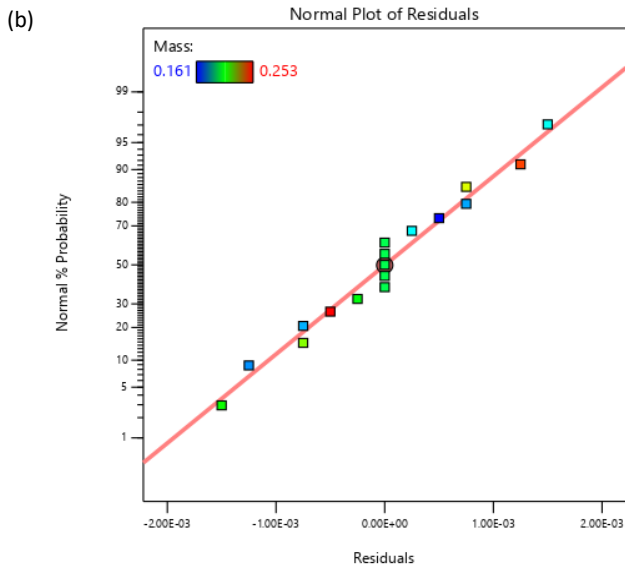 (b)
Normal Plot of Residuals
Mass:
0.161 0.253
Normal % Probability
99
95
90
80
70
50
30
20
10
5
1
-2.00E-03 -1.00E-03 0.00E+00 1.00E-03 2.00E-03
Residuals